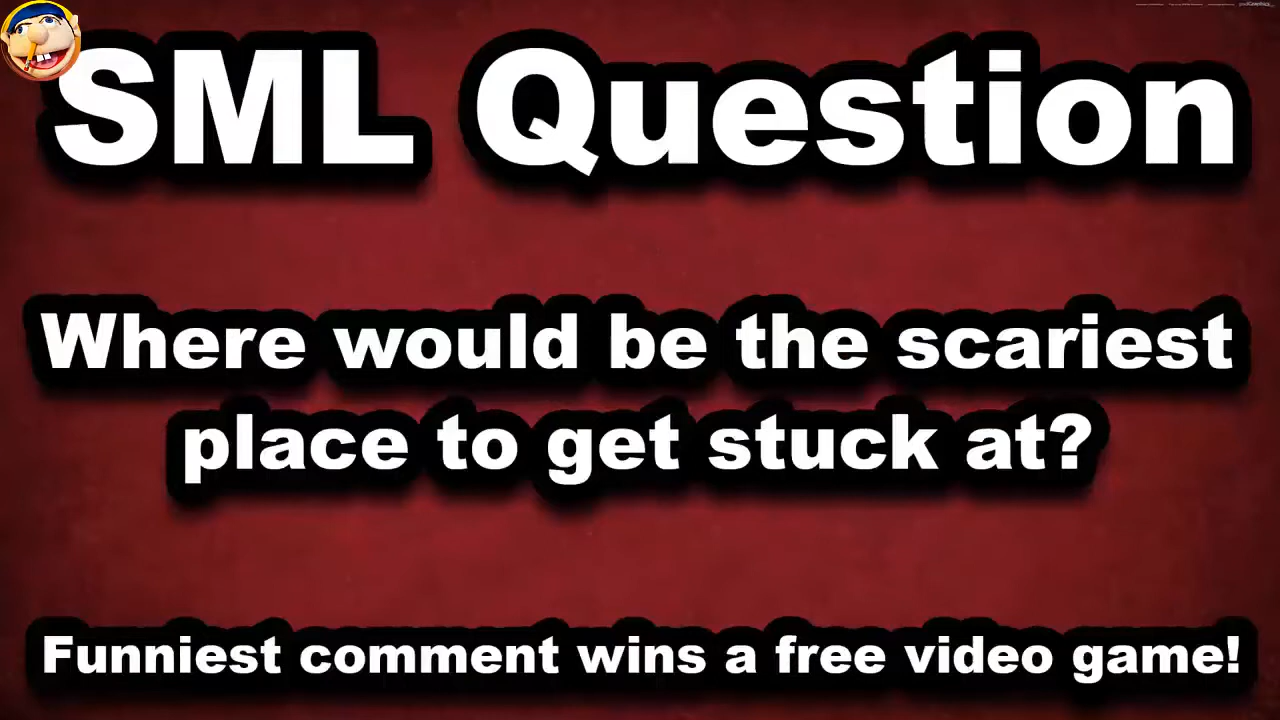 SML Question
Where would be the scariest
place to get stuck at?
Funniest comment wins a free video game!